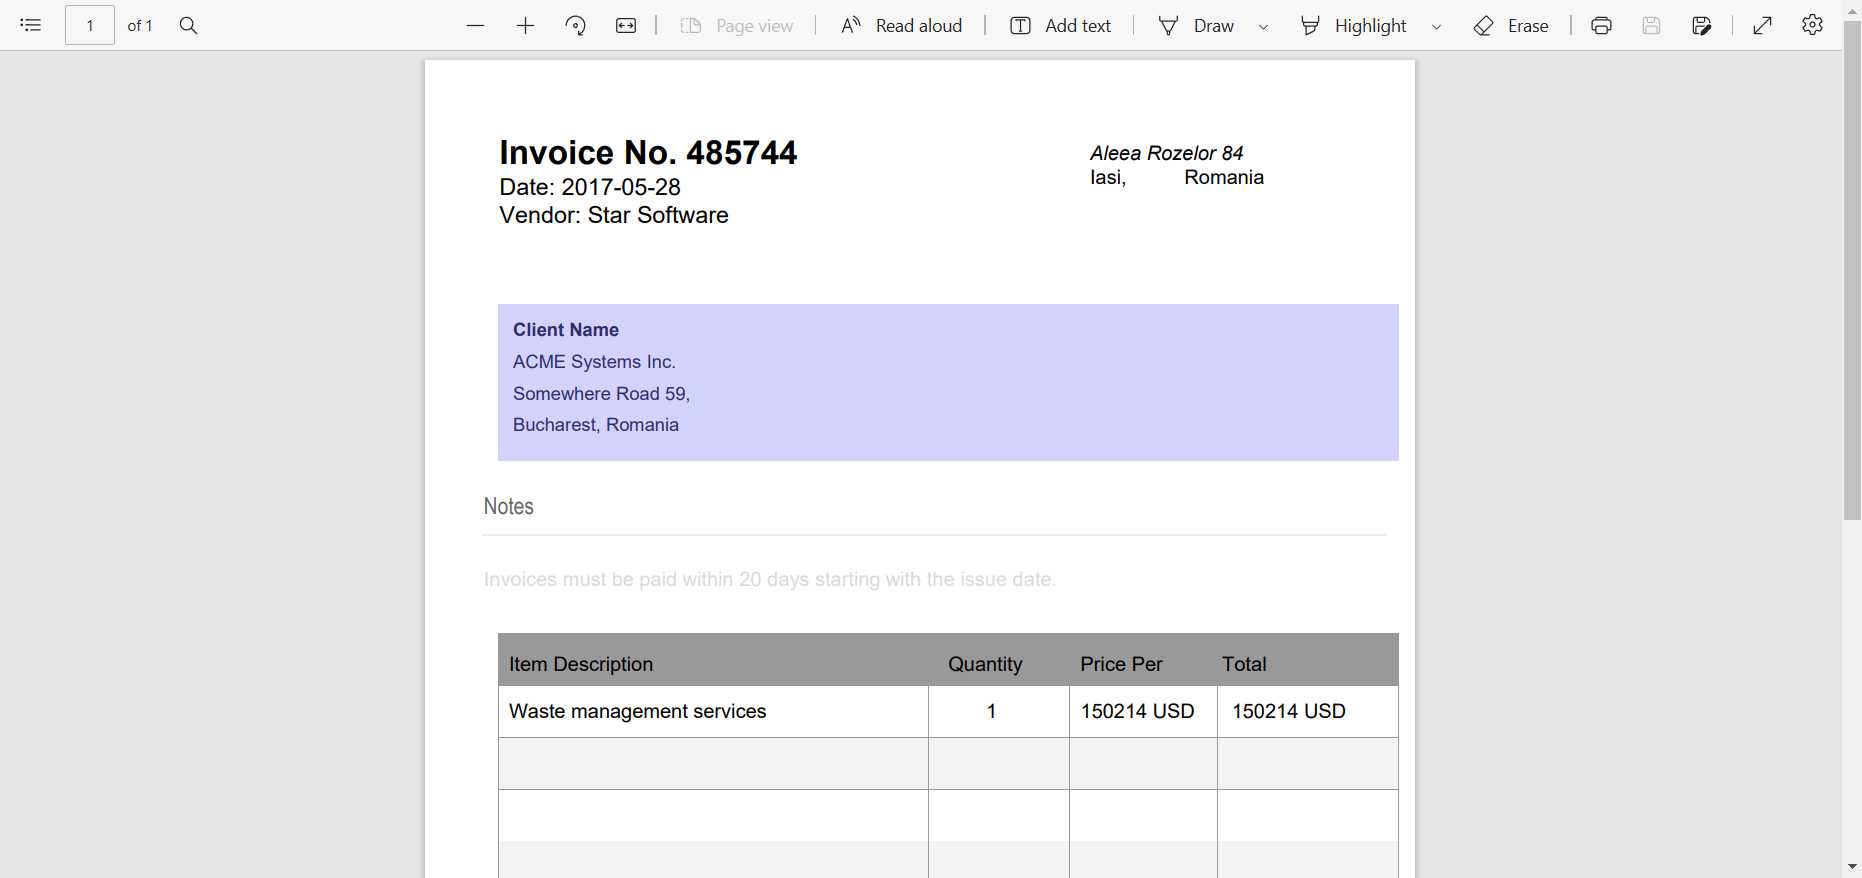 1 of 1 Page view Read aloud Add text Draw Highlight Erase
Invoice No. 485744
Date: 2017-05-28
Vendor: Star Software
Aleea Rozelor 84
Iasi, Romania
Client Name
ACME Systems Inc.
Somewhere Road 59,
Bucharest, Romania
Notes
Invoices must be paid within 20 days starting with the issue date.
Item Description Quantity Price Per Total
Waste management services 1 150214 USD 150214 USD